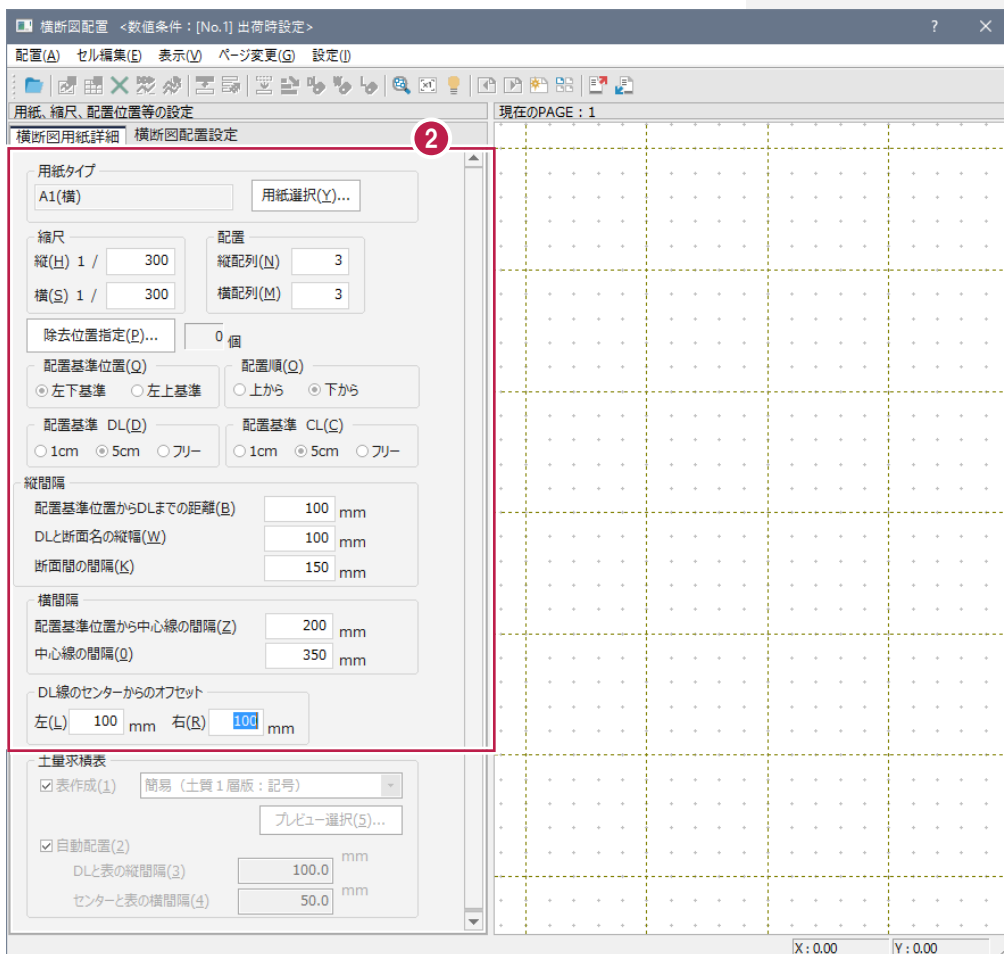 横断図配置 <数値条件：[No.1] 出荷時設定>
? ×
配置(A) セル編集(E) 表示(V) ページ変更(G) 設定(I)
用紙、縮尺、配置位置等の設定
現在のPAGE : 1
横断図用紙詳細 横断図配置設定
2
用紙タイプ
A1(横) 用紙選択(Y)...
縮尺 配置
縦(H) 1 / 300 縦配列(N) 3
横(S) 1 / 300 横配列(M) 3
除去位置指定(P)... 0 個
配置基準位置(Q) 配置順(O)
左下基準 左上基準 上から 下から
配置基準 DL(D) 配置基準 CL(C)
1cm 5cm フリー 1cm 5cm フリー
縦間隔
配置基準位置からDLまでの距離(B) 100 mm
DLと断面名の縦幅(W) 100 mm
断面間の間隔(K) 150 mm
横間隔
配置基準位置から中心線の間隔(Z) 200 mm
中心線の間隔(0) 350 mm
DL線のセンターからのオフセット
左(L) 100 mm 右(R) 100 mm
土量求積表
表作成(1) 簡易（土質１層版：記号）
プレビュー選択(5)...
自動配置(2)
DLと表の縦間隔(3) 100.0 mm
センターと表の横間隔(4) 50.0 mm
X : 0.00 Y : 0.00